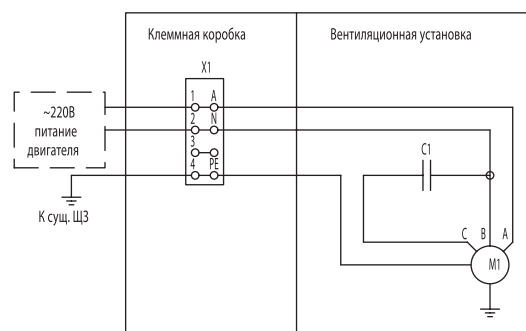 Клеммная коробка
Вентиляционная установка
X1
~220В
питание
двигателя
1 A
2 N
3
4 PE
К сущ. ЩЗ
C1
C B A
M1